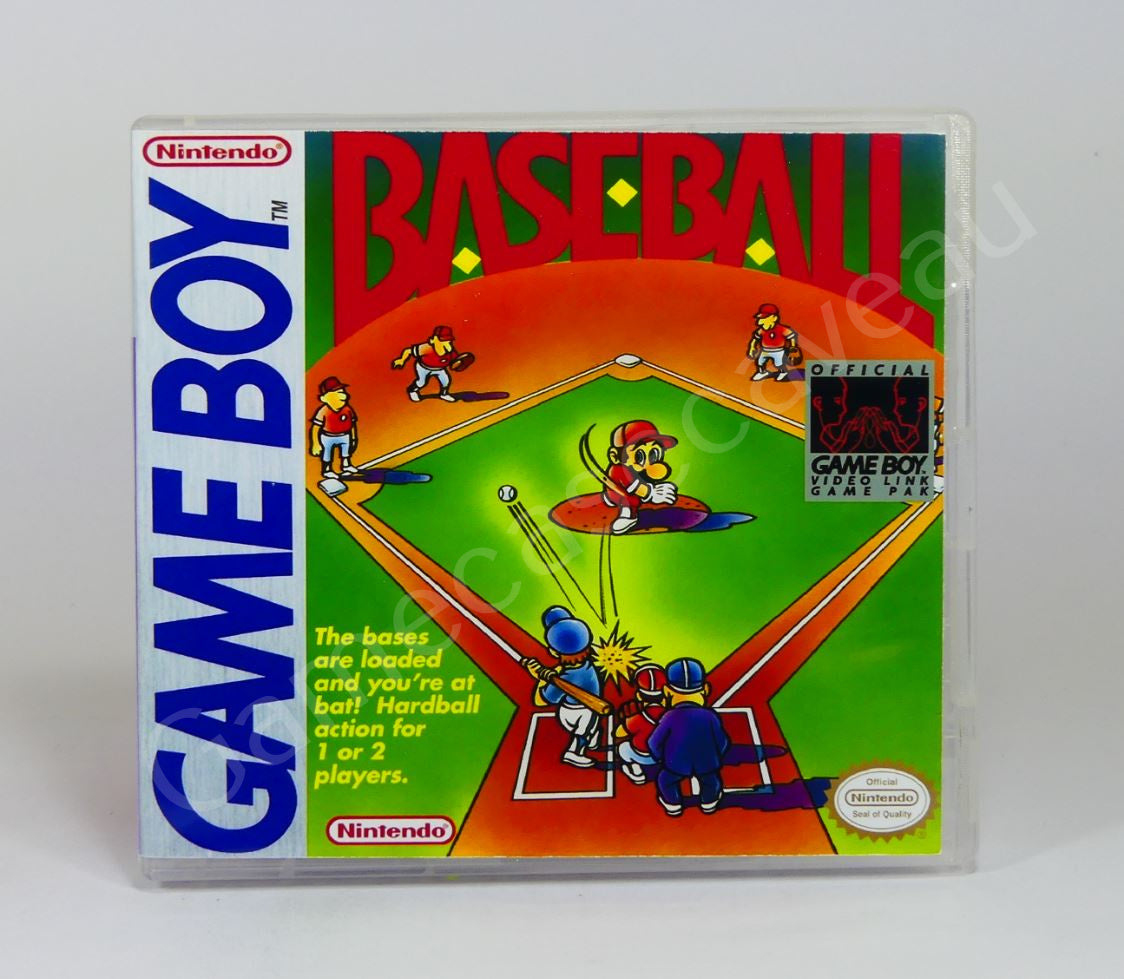 Nintendo®
GAME BOY™
BASEBALL
OFFICIAL
GAME BOY.
VIDEO LINK
GAME PAK
The bases
are loaded
and you're at
bat! Hardball
action for
1 or 2
players.
Nintendo®
Official
Nintendo
Seal of Quality
Gamecasecaveau